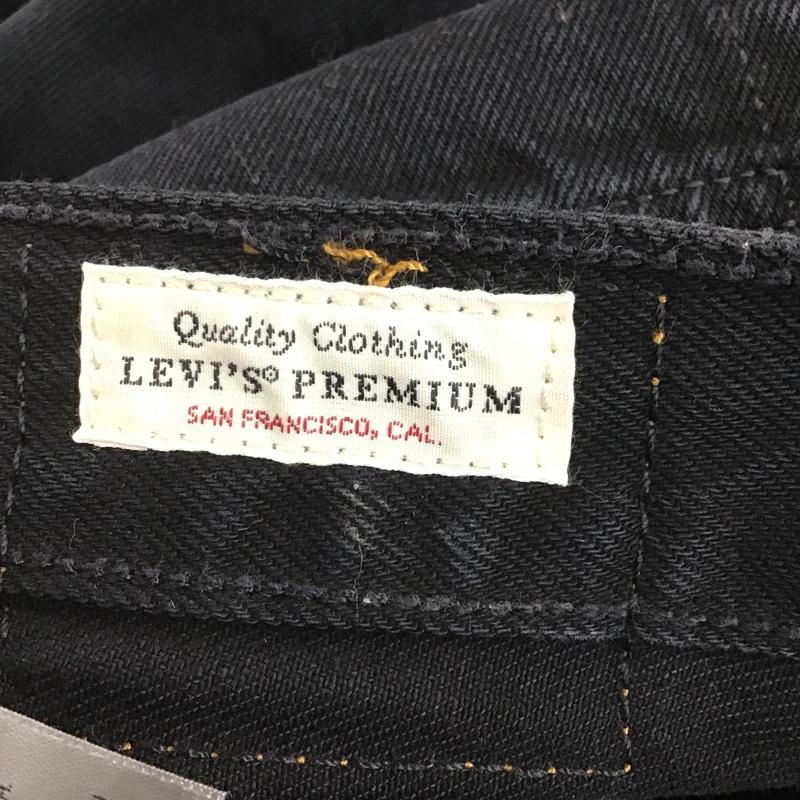 Quality Clothing
LEVI'S® PREMIUM
SAN FRANCISCO, CAL.